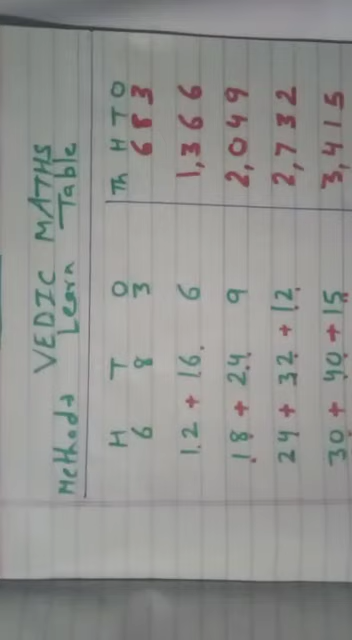 VEDIC MATHS
Method → Learn Table
H T O Th H T O
6 8 3 683
12 + 16 6 1,366
18 + 24 9 2,049
24 + 32 + 12 2,732
30 + 40 + 15 3,415